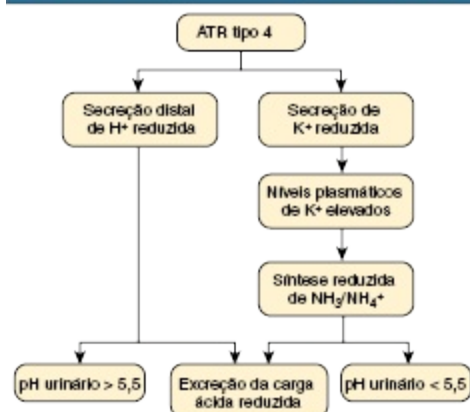 ATR tipo 4
Secreção distal
de H⁺ reduzida
Secreção de
K⁺ reduzida
Níveis plasmáticos
de K⁺ elevados
Síntese reduzida
de NH₃/NH₄⁺
pH urinário > 5,5
Excreção da carga
ácida reduzida
pH urinário < 5,5